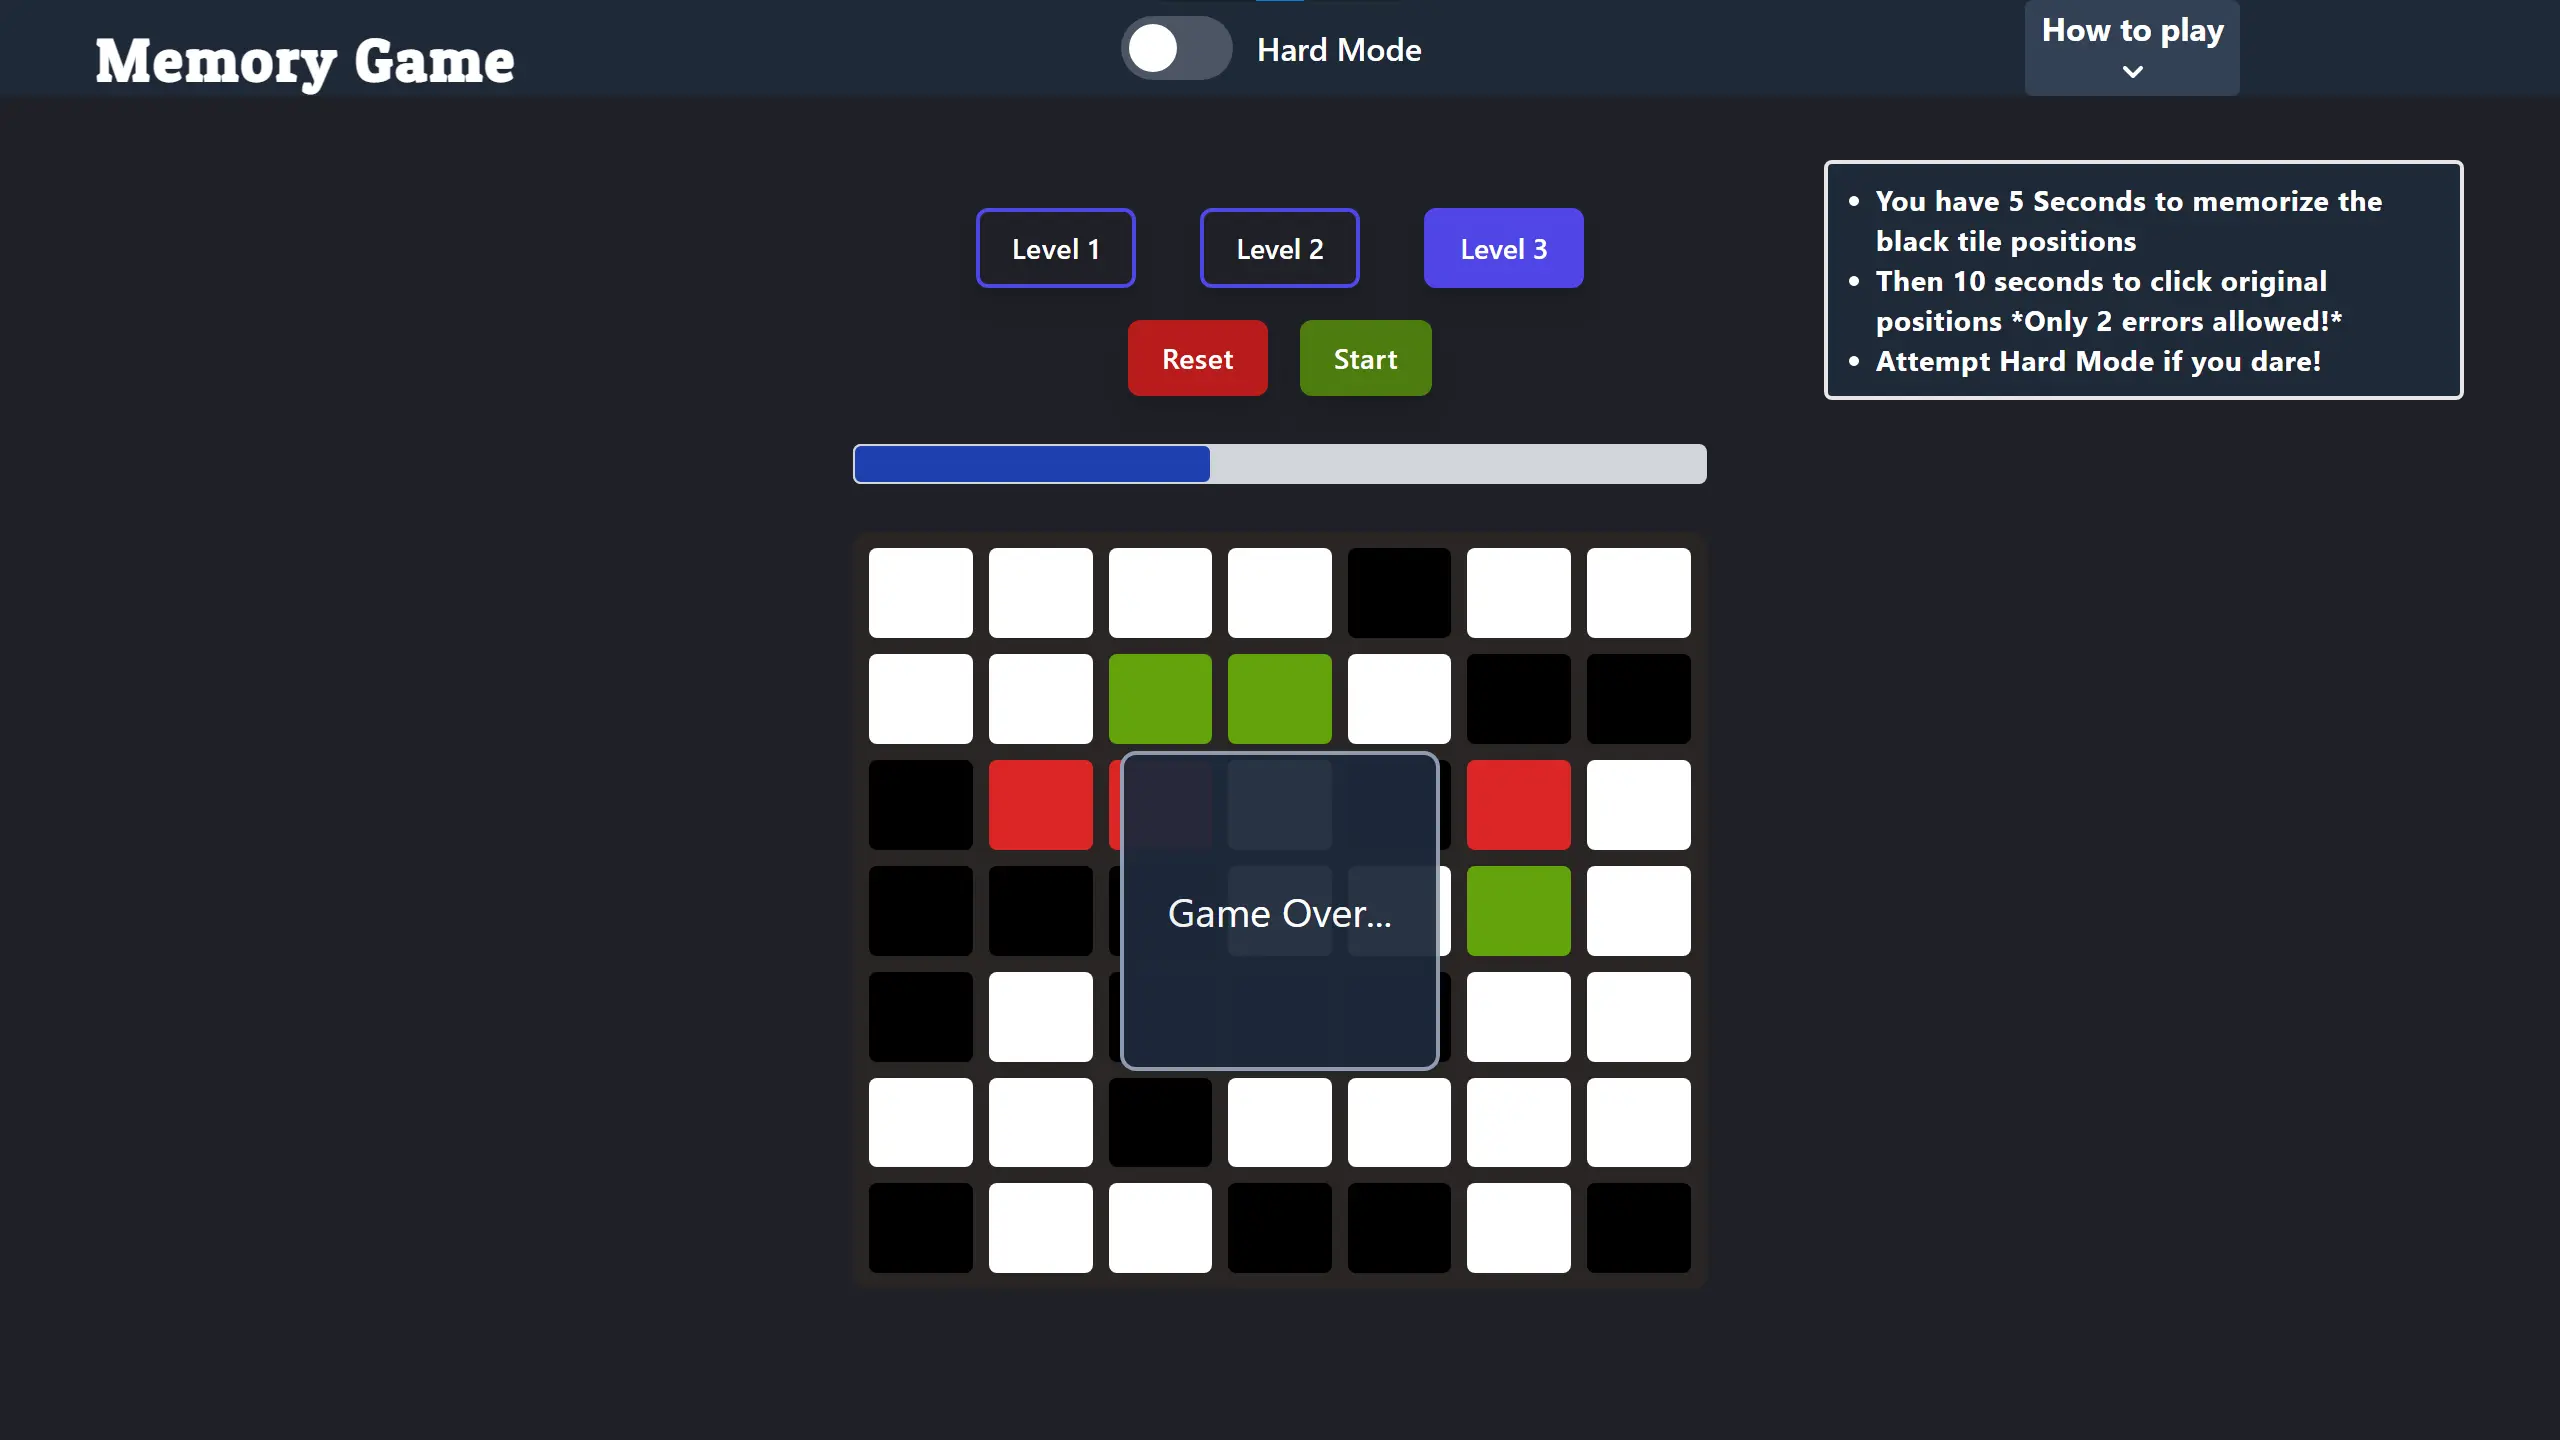 Memory Game
Hard Mode
How to play
Level 1
Level 2
Level 3
Reset
Start
• You have 5 Seconds to memorize the
black tile positions
• Then 10 seconds to click original
positions *Only 2 errors allowed!*
• Attempt Hard Mode if you dare!
Game Over...